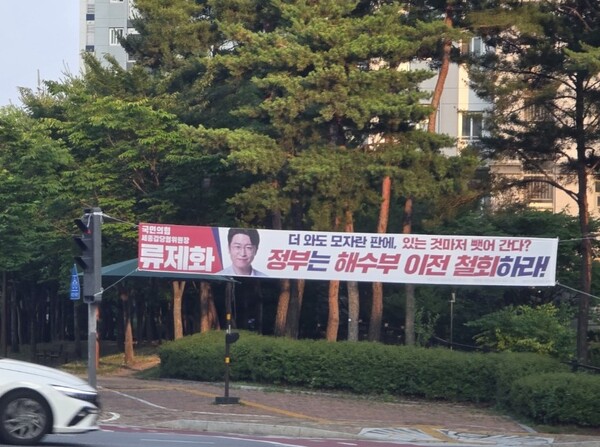 국민의힘
세종갑당협위원장
류제화
더 와도 모자란 판에, 있는 것마저 뺏어 간다?
정부는 해수부 이전 철회하라!